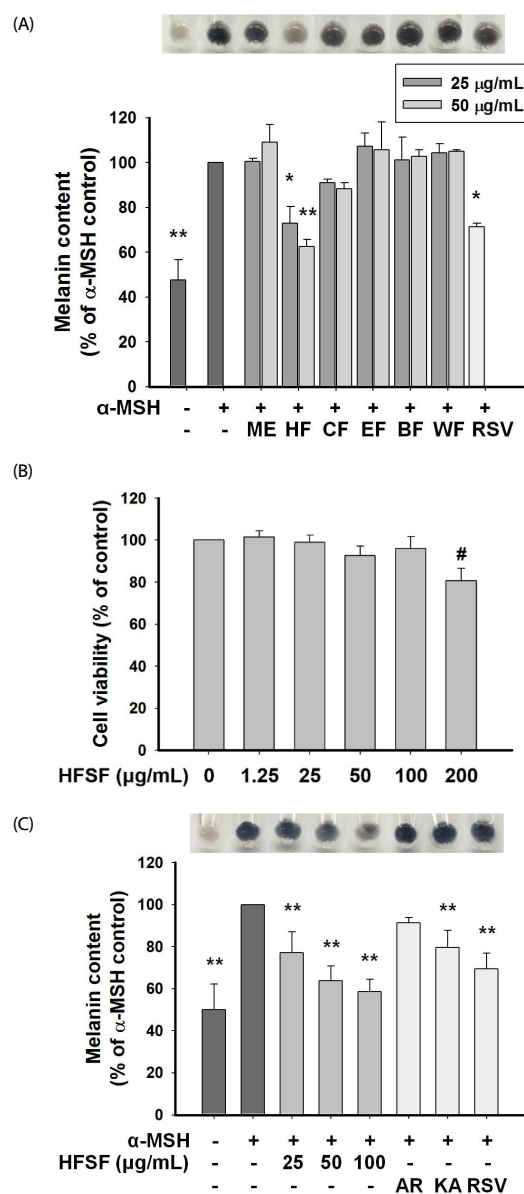 (A)
25 µg/mL
50 µg/mL
Melanin content
(% of α-MSH control)
120
100
80
60
40
20
0
** * ** *
α-MSH - + + + + + + + +
- - ME HF CF EF BF WF RSV
(B)
Cell viability (% of control)
120
100
80
60
40
20
0
#
HFSF (µg/mL) 0 1.25 25 50 100 200
(C)
Melanin content
(% of α-MSH control)
120
100
80
60
40
20
0
** ** ** ** ** **
α-MSH - + + + + + + +
HFSF (µg/mL) - - 25 50 100 - - -
- - - - - AR KA RSV